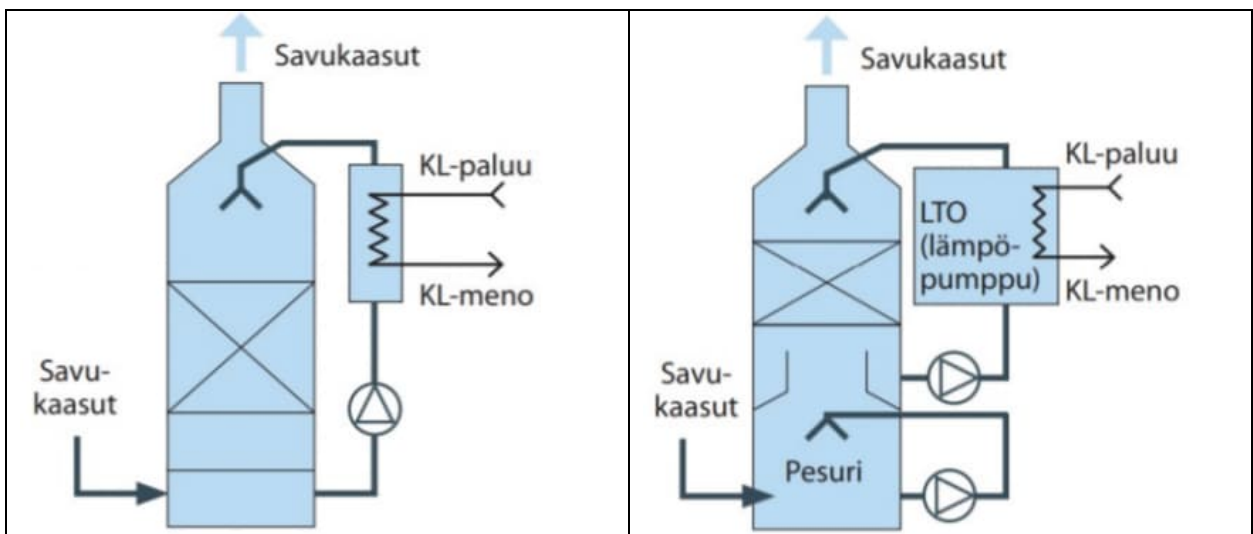 Savukaasut
KL-paluu
KL-meno
Savu-
kaasut
Savukaasut
KL-paluu
LTO
(lämpö-
pumppu)
KL-meno
Savu-
kaasut
Pesuri